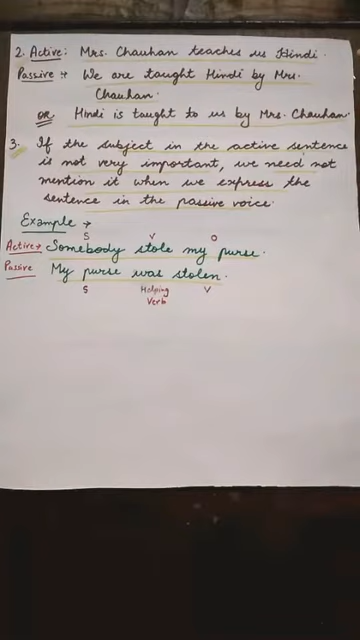 2. Active: Mrs. Chauhan teaches us Hindi.
Passive :- We are taught Hindi by Mrs.
Chauhan.
OR Hindi is taught to us by Mrs. Chauhan.
3. If the subject in the active sentence
is not very important, we need not
mention it when we express the
sentence in the passive voice.
Example →
S V O
Active→ Somebody stole my purse.
Passive My purse was stolen.
S Helping V
Verb